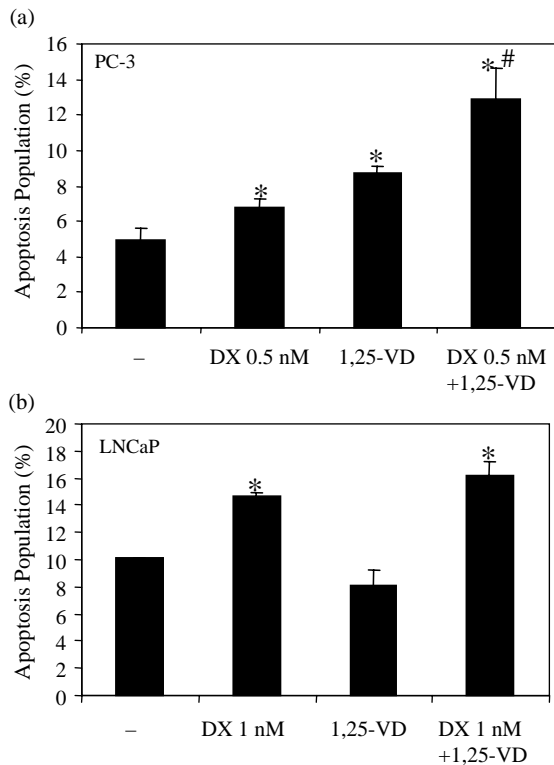 (a)
Apoptosis Population (%)
16
14
12
10
8
6
4
2
0
PC-3
*
*
* #
– DX 0.5 nM 1,25-VD DX 0.5 nM
+1,25-VD
(b)
Apoptosis Population (%)
20
18
16
14
12
10
8
6
4
2
0
LNCaP
*
*
– DX 1 nM 1,25-VD DX 1 nM
+1,25-VD